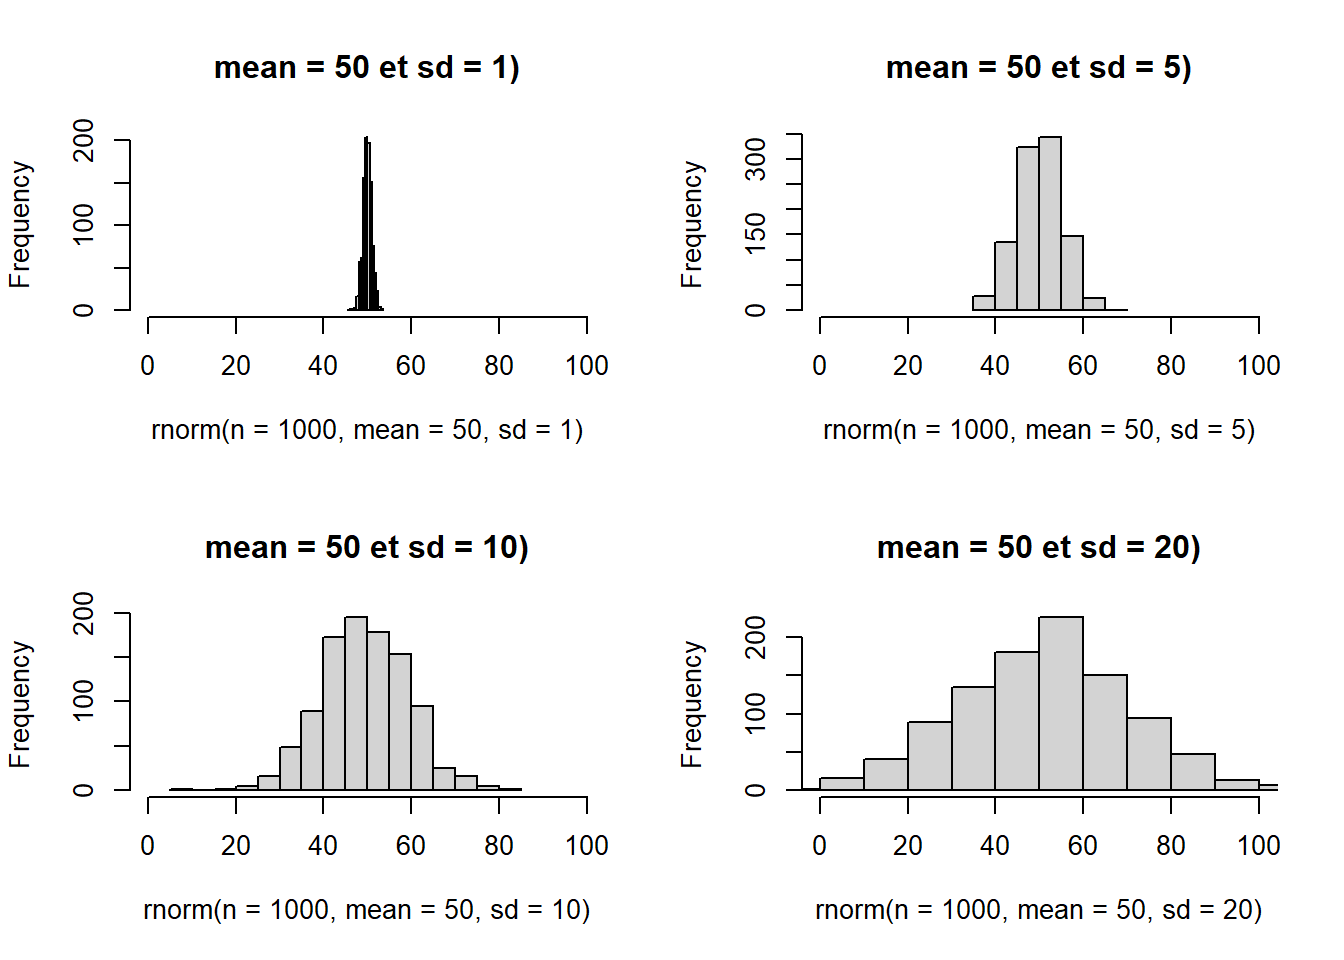 mean = 50 et sd = 1)
Frequency
0 100 200
0 20 40 60 80 100
rnorm(n = 1000, mean = 50, sd = 1)
mean = 50 et sd = 5)
Frequency
0 150 300
0 20 40 60 80 100
rnorm(n = 1000, mean = 50, sd = 5)
mean = 50 et sd = 10)
Frequency
0 100 200
0 20 40 60 80 100
rnorm(n = 1000, mean = 50, sd = 10)
mean = 50 et sd = 20)
Frequency
0 100 200
0 20 40 60 80 100
rnorm(n = 1000, mean = 50, sd = 20)